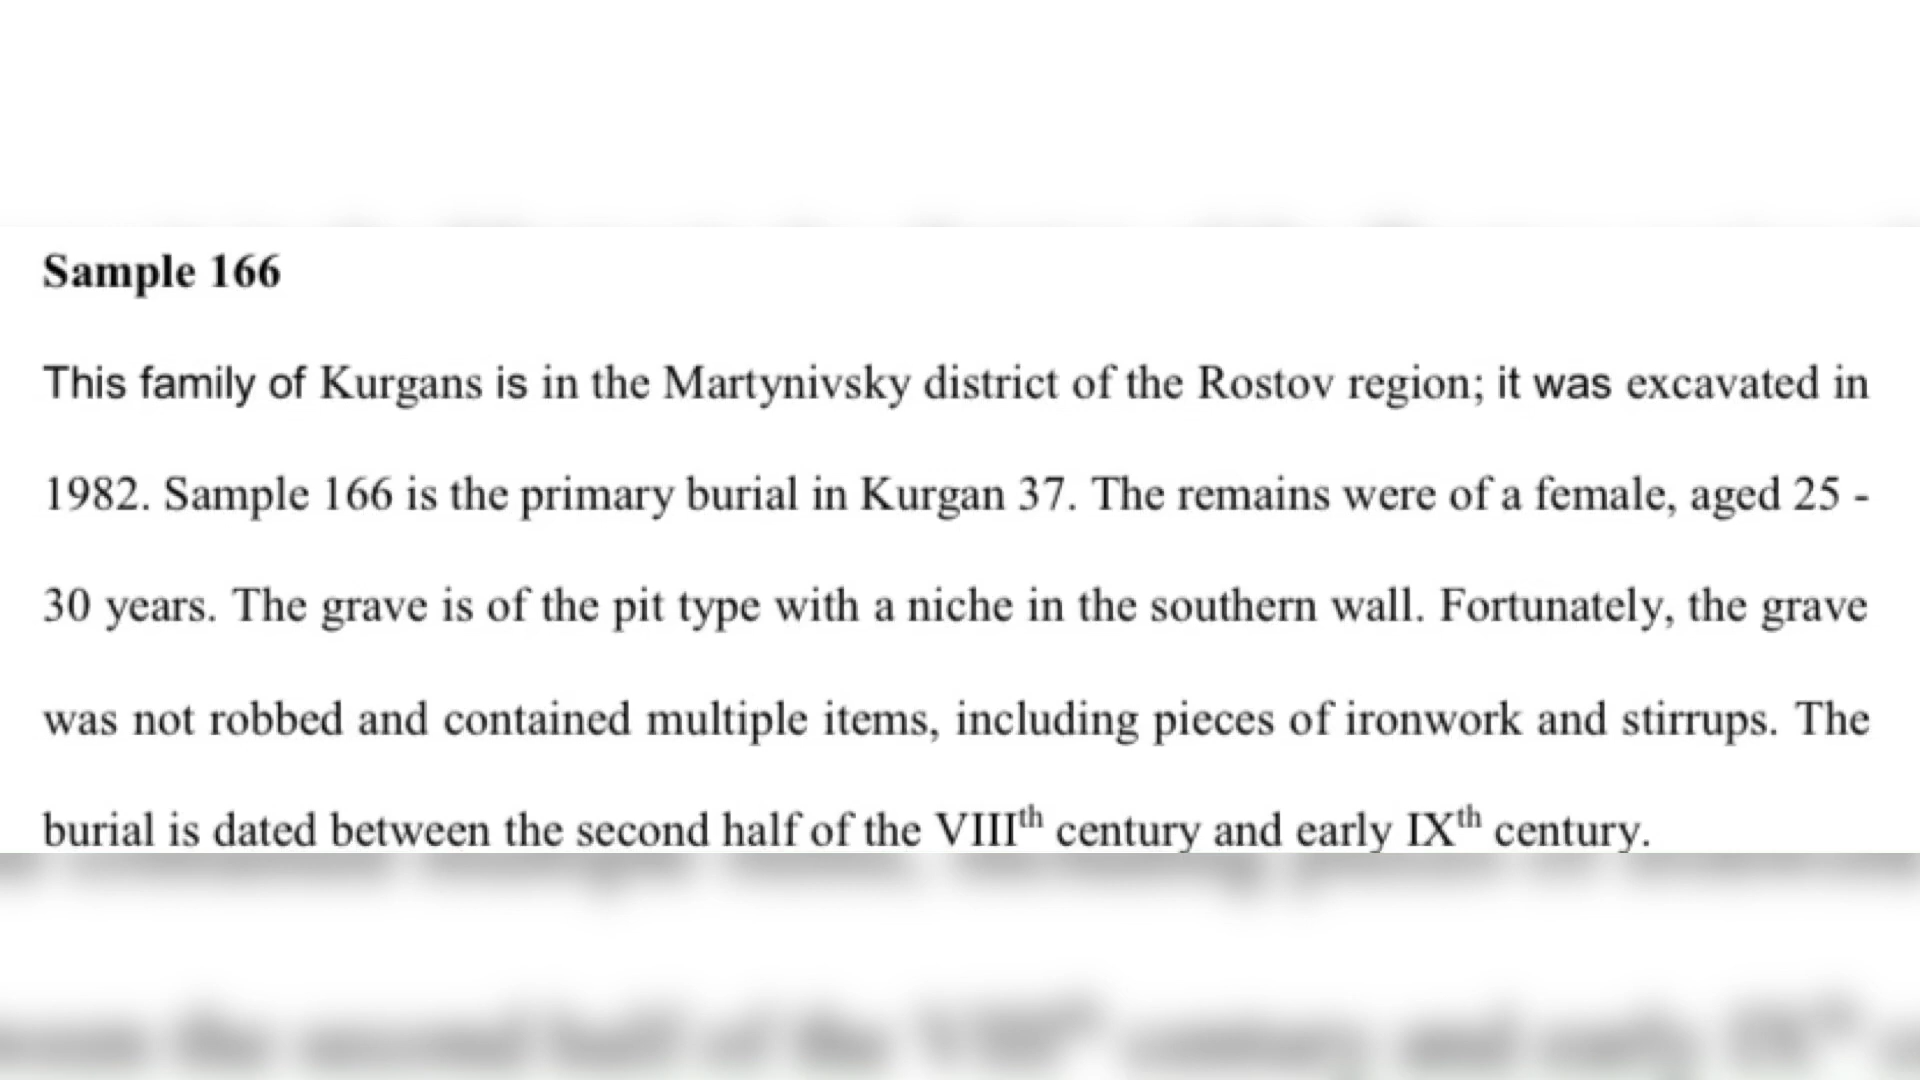 Sample 166
This family of Kurgans is in the Martynivsky district of the Rostov region; it was excavated in
1982. Sample 166 is the primary burial in Kurgan 37. The remains were of a female, aged 25 -
30 years. The grave is of the pit type with a niche in the southern wall. Fortunately, the grave
was not robbed and contained multiple items, including pieces of ironwork and stirrups. The
burial is dated between the second half of the VIIIth century and early IXth century.